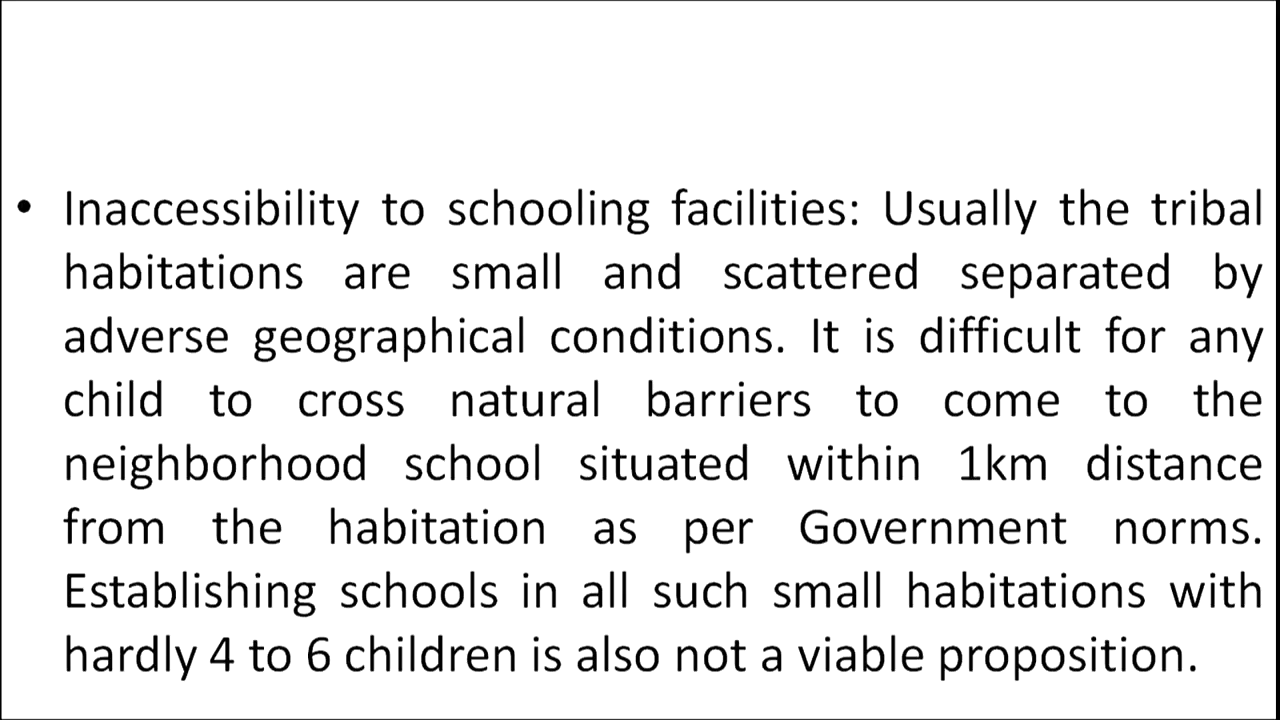 • Inaccessibility to schooling facilities: Usually the tribal
habitations are small and scattered separated by
adverse geographical conditions. It is difficult for any
child to cross natural barriers to come to the
neighborhood school situated within 1km distance
from the habitation as per Government norms.
Establishing schools in all such small habitations with
hardly 4 to 6 children is also not a viable proposition.